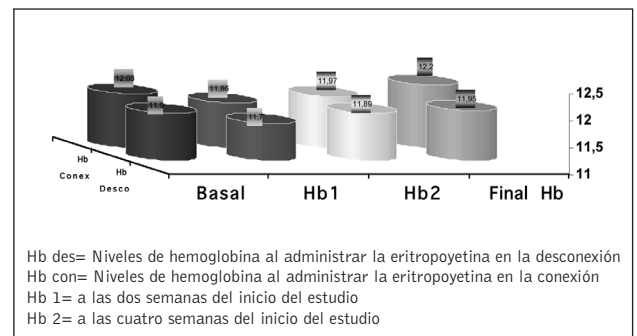 12,03
11,86
11,97
12,2
11,9
11,7
11,89
11,95
12,5
12
11,5
11
Hb
Conex
Hb
Desco
Basal Hb1 Hb2 Final Hb
Hb des= Niveles de hemoglobina al administrar la eritropoyetina en la desconexión
Hb con= Niveles de hemoglobina al administrar la eritropoyetina en la conexión
Hb 1= a las dos semanas del inicio del estudio
Hb 2= a las cuatro semanas del inicio del estudio